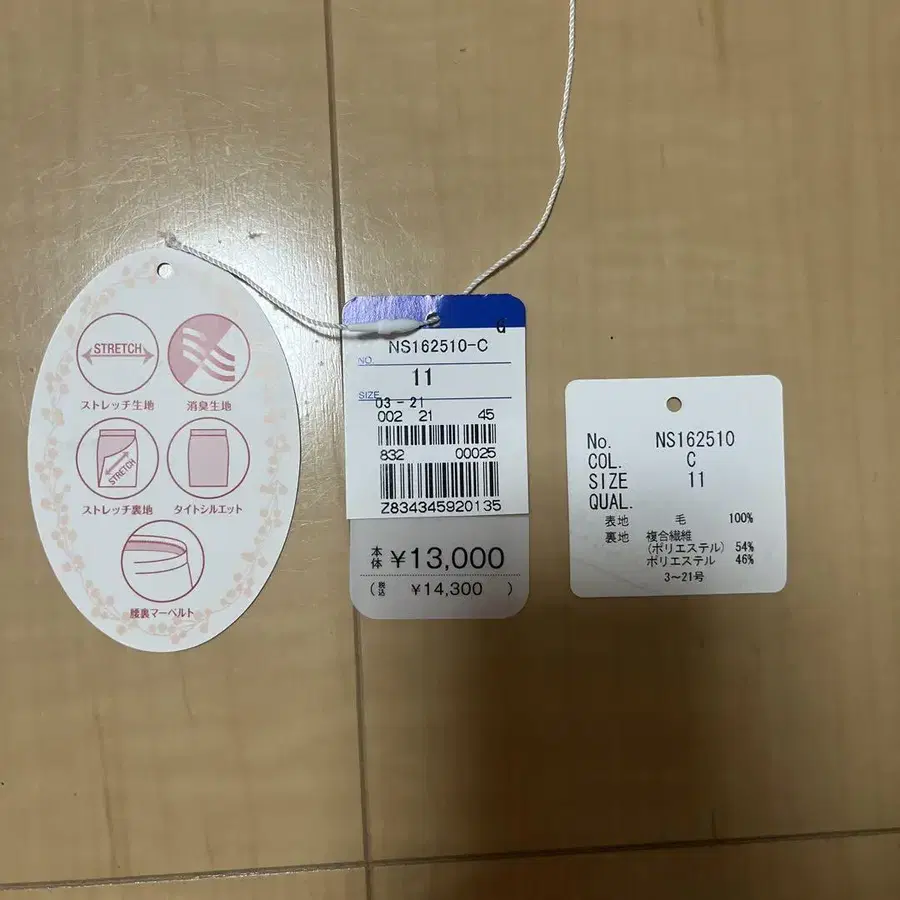 STRETCH
ストレッチ生地
消臭生地
STRETCH
ストレッチ裏地
タイトシルエット
腰裏マーベルト
G
NO. NS162510-C
SIZE 11
03-21
002 21 45
832 00025
Z834345920135
本体 ¥13,000
(税込 ¥14,300 )
No. NS162510
COL. C
SIZE 11
QUAL.
表地 毛 100%
裏地 複合繊維
(ポリエステル) 54%
ポリエステル 46%
3〜21号